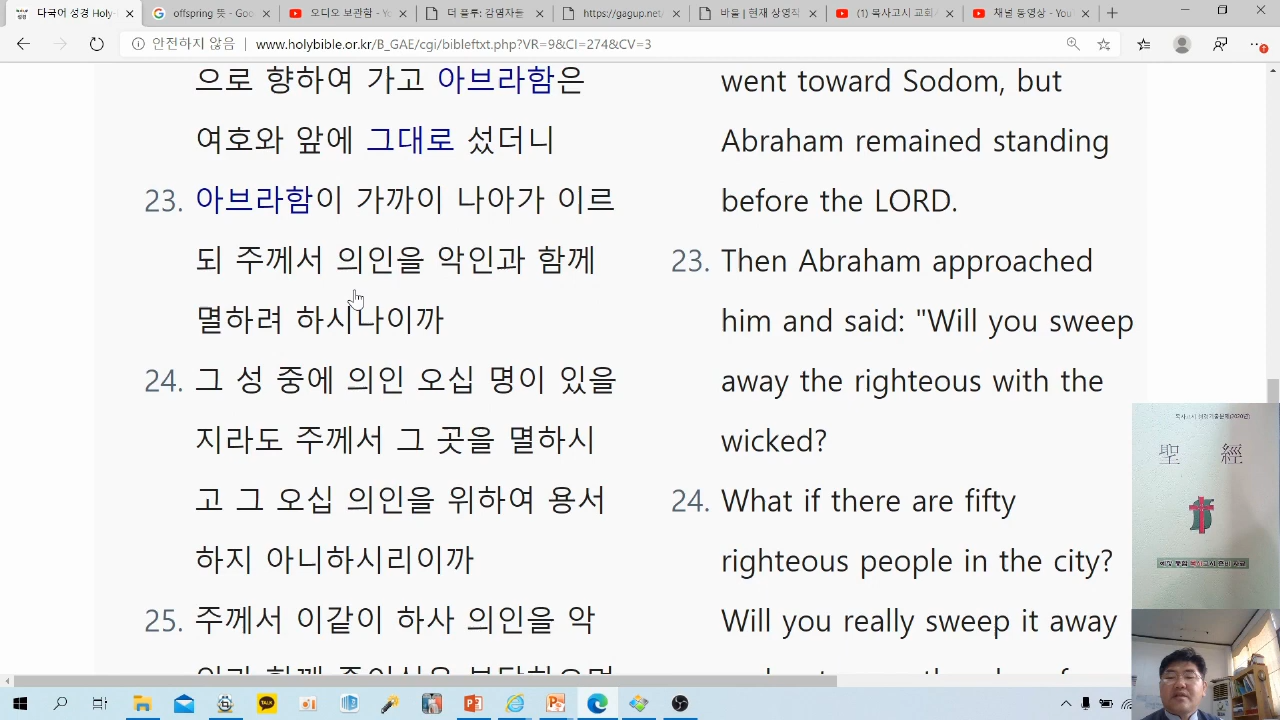 다국어 성경 Holy-
offspring 뜻 - Goo
오디오 보관함 - Yo
더 플루: 감염자들
https://gagup.net/
바울 | 현재 상영작
(1) 목사고시 교회사
채널 동영상 - You
안전하지 않음
www.holybible.or.kr/B_GAE/cgi/bibleftxt.php?VR=9&CI=274&CV=3
으로 향하여 가고 아브라함은
여호와 앞에 그대로 섰더니
23. 아브라함이 가까이 나아가 이르
되 주께서 의인을 악인과 함께
멸하려 하시나이까
24. 그 성 중에 의인 오십 명이 있을
지라도 주께서 그 곳을 멸하시
고 그 오십 의인을 위하여 용서
하지 아니하시리이까
25. 주께서 이같이 하사 의인을 악
went toward Sodom, but
Abraham remained standing
before the LORD.
23. Then Abraham approached
him and said: "Will you sweep
away the righteous with the
wicked?
24. What if there are fifty
righteous people in the city?
Will you really sweep it away
聖 經
TALK